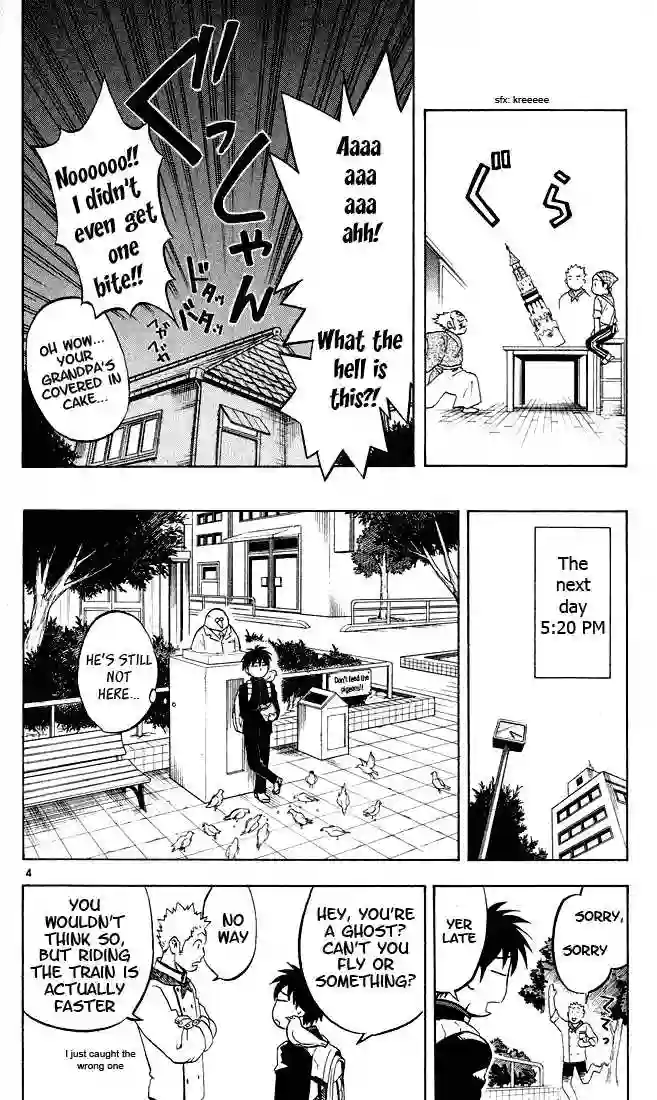 sfx: kreeeee
ぐら
Aaaa
aaa
aaa
ahh!
What the
hell is
this?!
ぐっしゃん
Noooooo!!
I didn't
even get
one
bite!!
ドタッ
バタッ
OH WOW...
YOUR
GRANDPA'S
COVERED IN
CAKE...
The
next
day
5:20 PM
HE'S STILL
NOT
HERE...
Don't feed the
pigeons!!
4
SORRY,
SORRY
YER
LATE
HEY, YOU'RE
A GHOST?
CAN'T YOU
FLY OR
SOMETHING?
NO
WAY
YOU
WOULDN'T
THINK SO,
BUT RIDING
THE TRAIN IS
ACTUALLY
FASTER
I just caught the
wrong one